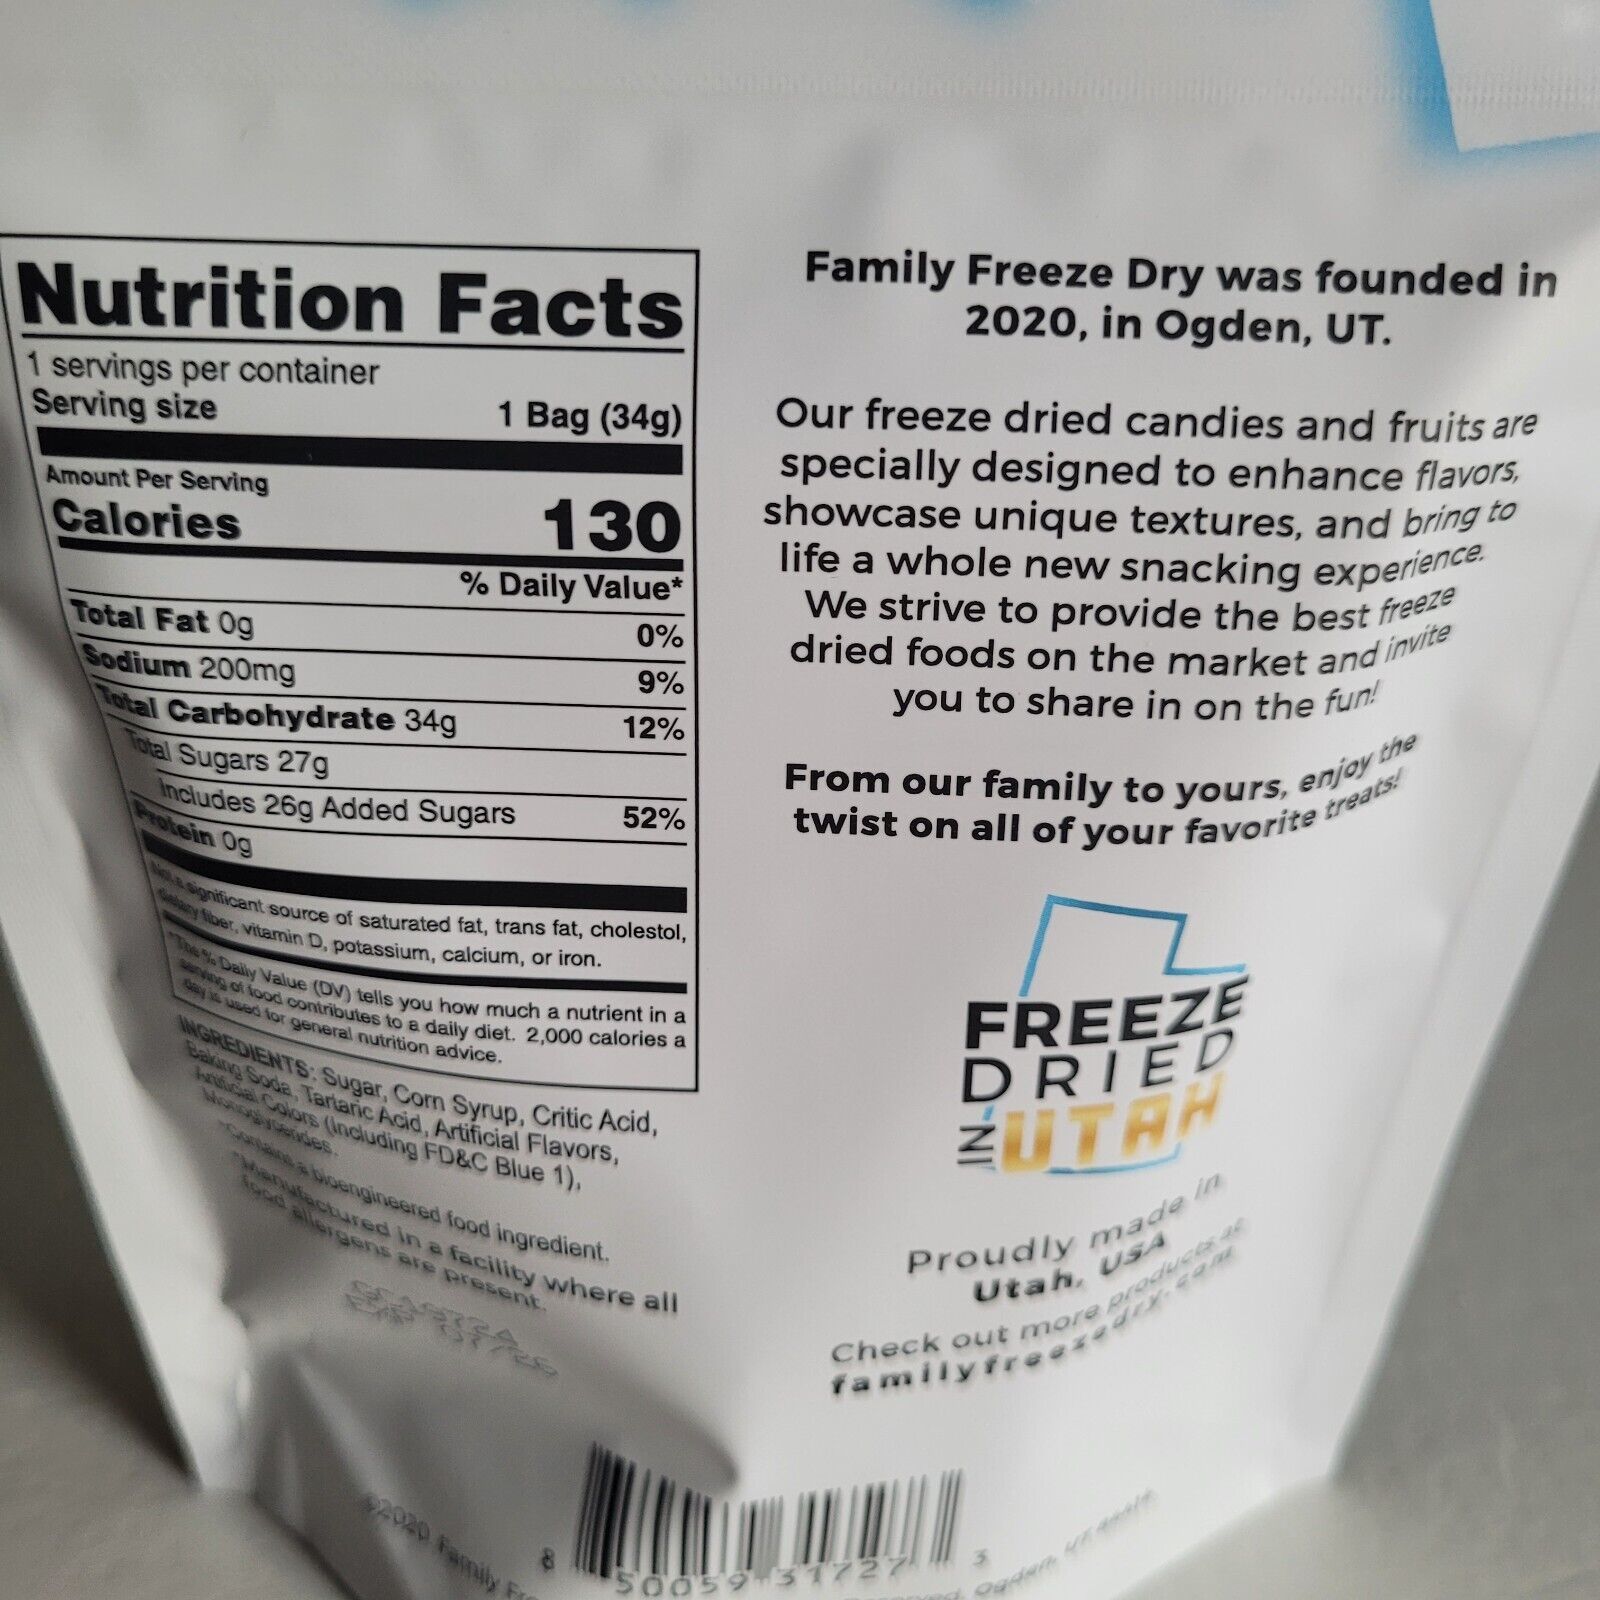 Nutrition Facts
1 servings per container
Serving size 1 Bag (34g)
Amount Per Serving
Calories 130
% Daily Value*
Total Fat 0g 0%
Sodium 200mg 9%
Total Carbohydrate 34g 12%
Total Sugars 27g
Includes 26g Added Sugars 52%
Protein 0g
Not a significant source of saturated fat, trans fat, cholestol,
dietary fiber, vitamin D, potassium, calcium, or iron.
*The % Daily Value (DV) tells you how much a nutrient in a
serving of food contributes to a daily diet. 2,000 calories a
day is used for general nutrition advice.
INGREDIENTS: Sugar, Corn Syrup, Critic Acid,
Baking Soda, Tartaric Acid, Artificial Flavors,
Artificial Colors (Including FD&C Blue 1),
Monoglycerides.
*Contains a bioengineered food ingredient.
*Manufactured in a facility where all
food allergens are present.
Family Freeze Dry was founded in
2020, in Ogden, UT.
Our freeze dried candies and fruits are
specially designed to enhance flavors,
showcase unique textures, and bring to
life a whole new snacking experience.
We strive to provide the best freeze
dried foods on the market and invite
you to share in on the fun!
From our family to yours, enjoy the
twist on all of your favorite treats!
FREEZE
DRIED
IN UTAH
Proudly made in
Utah, USA
Check out more products at
familyfreezedry.com
8 50059 31727 3
©2020 Family Ogden, UT